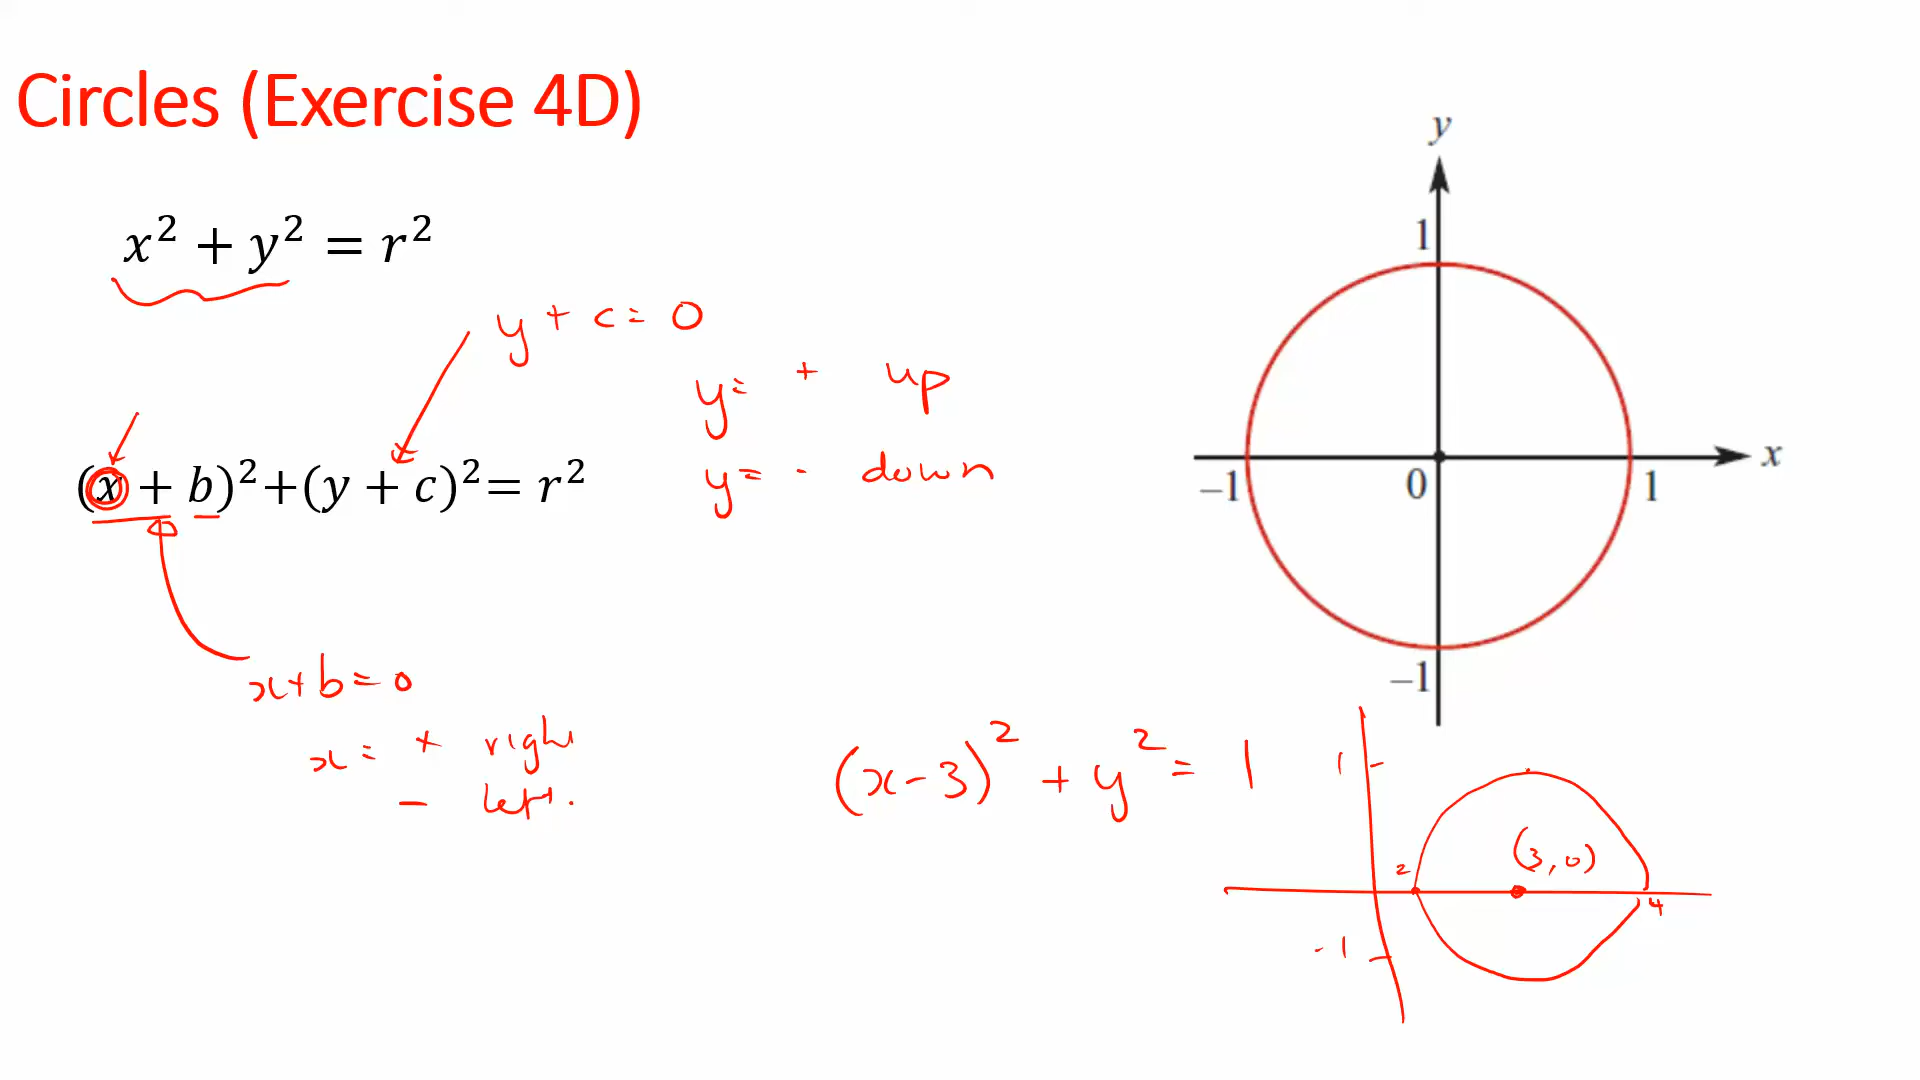 Circles (Exercise 4D)
x² + y² = r²
y + c = 0
y = + up
y = - down
(x + b)²+(y + c)²= r²
x+b=0
x = + right
- left.
(x-3)² + y² = 1
y
1
x
-1
0
1
-1
1
(3,0)
2
4
-1